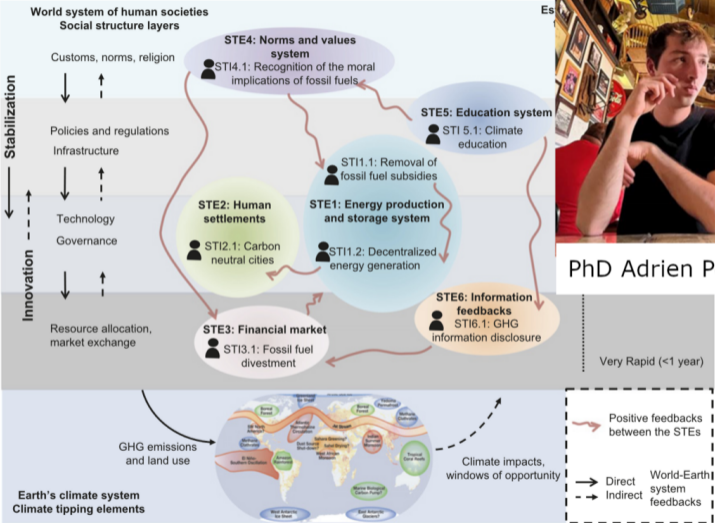 World system of human societies
Social structure layers
Es
STE4: Norms and values
system
STI4.1: Recognition of the moral
implications of fossil fuels
Customs, norms, religion
STE5: Education system
STI 5.1: Climate
education
Stabilization
Policies and regulations
Infrastructure
STI1.1: Removal of
fossil fuel subsidies
STE2: Human
settlements
STE1: Energy production
and storage system
Technology
Governance
STI2.1: Carbon
neutral cities
STI1.2: Decentralized
energy generation
PhD Adrien P
Innovation
STE6: Information
feedbacks
STI6.1: GHG
information disclosure
Resource allocation,
market exchange
STE3: Financial market
STI3.1: Fossil fuel
divestment
Very Rapid (<1 year)
GHG emissions
and land use
Climate impacts,
windows of opportunity
Positive feedbacks
between the STEs
Direct
Indirect
World-Earth
system
feedbacks
Earth's climate system
Climate tipping elements